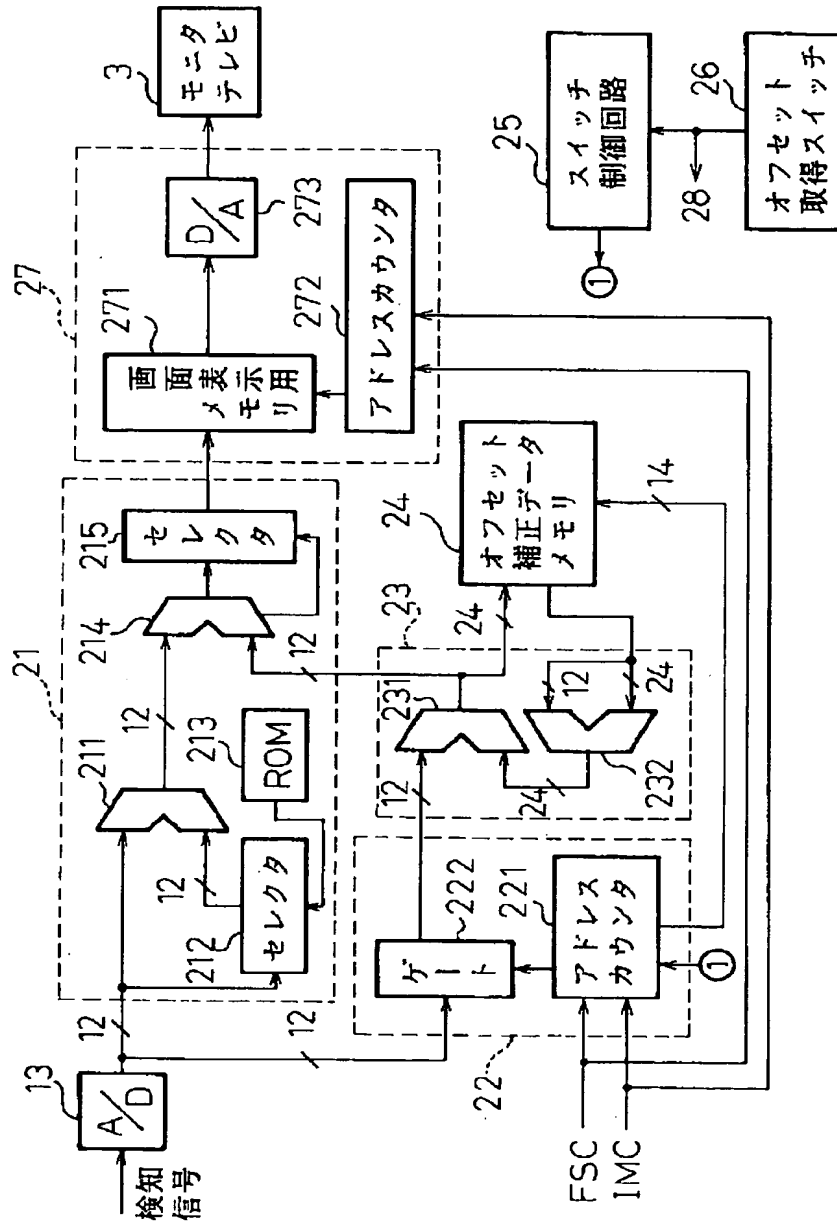 検知
信号
13
A/D
12
12
21
211
12
212
セレクタ
12
213
ROM
214
12
215
セレクタ
27
271
画面表示用
メモリ
272
アドレスカウンタ
273
D/A
3
モニタ
テレビ
22
222
ゲート
221
アドレス
カウンタ
①
FSC
IMC
12
23
231
24
12
24
232
24
24
オフセット
補正データ
メモリ
14
25
スイッチ
制御回路
①
28
26
オフセット
取得スイッチ